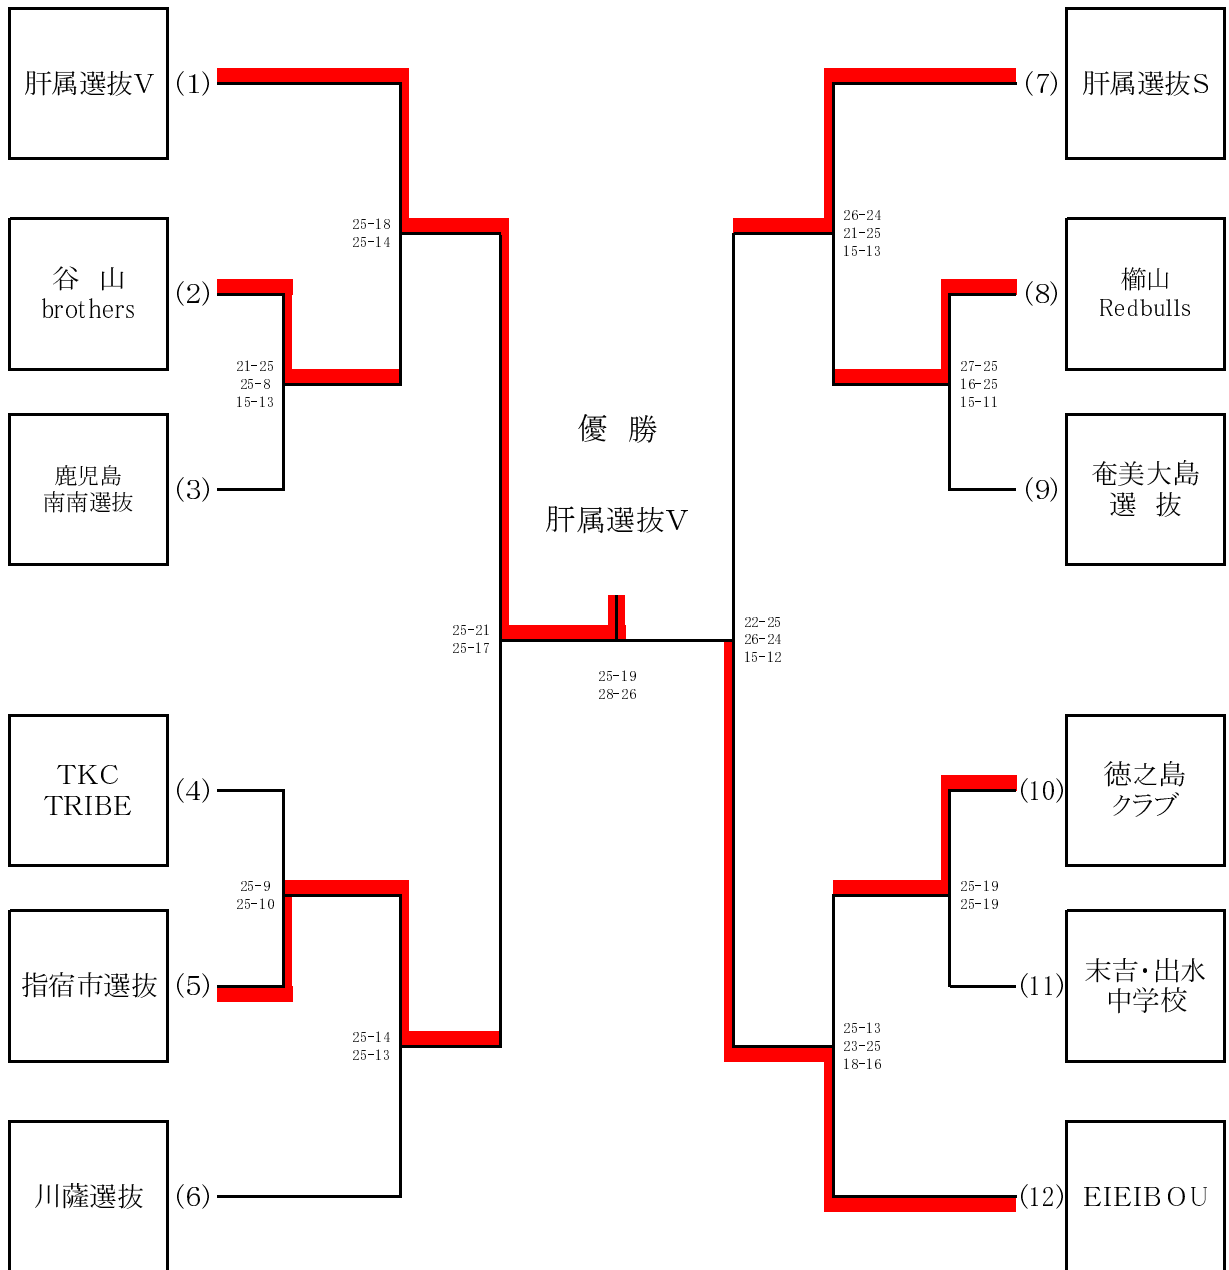 肝属選抜V
(1)
谷 山
brothers
(2)
鹿児島
南南選抜
(3)
25-18
25-14
21-25
25-8
15-13
TKC
TRIBE
(4)
指宿市選抜
(5)
川薩選抜
(6)
25-9
25-10
25-14
25-13
25-21
25-17
優 勝
肝属選抜V
25-19
28-26
22-25
26-24
15-12
(7)
肝属選抜S
(8)
櫛山
Redbulls
(9)
奄美大島
選 抜
26-24
21-25
15-13
27-25
16-25
15-11
(10)
徳之島
クラブ
(11)
末吉・出水
中学校
(12)
EIEIBOU
25-19
25-19
25-13
23-25
18-16